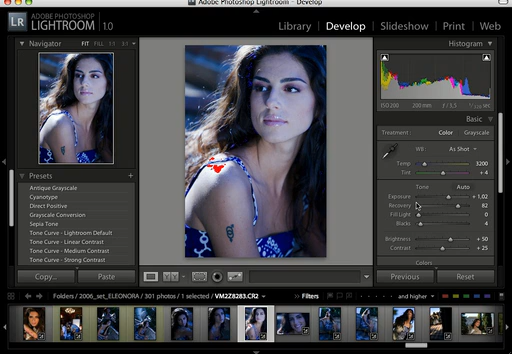 Adobe Photoshop Lightroom - Develop
LR ADOBE PHOTOSHOP
LIGHTROOM 1.0
Library | Develop | Slideshow | Print | Web
Navigator FIT FILL 1:1
Histogram
ISO 200 200 mm f / 3,5
Basic
Treatment : Color Grayscale
WB As Shot
Temp 3200
Tint + 4
Tone Auto
Exposure + 1,02
Recovery 82
Fill Light 0
Blacks 4
Brightness + 50
Contrast + 25
Colors
Presets
Antique Grayscale
Cyanotype
Direct Positive
Grayscale Conversion
Sepia Tone
Tone Curve - Lightroom Default
Tone Curve - Linear Contrast
Tone Curve - Medium Contrast
Tone Curve - Strong Contrast
Copy... Paste
Previous Reset
Folders / 2006_set_ELEONORA / 301 photos / 1 selected / VM2Z8283.CR2
Filters
and higher